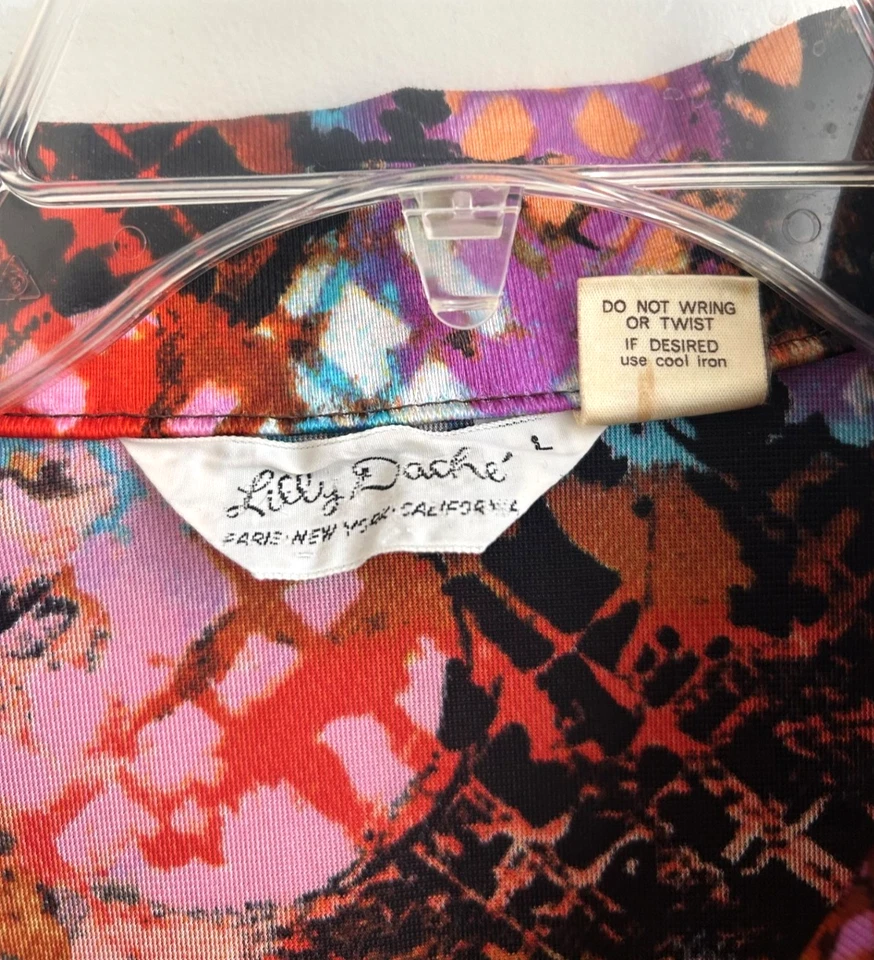 DO NOT WRING
OR TWIST
IF DESIRED
use cool iron
Lilly Daché
L
PARIS·NEW YORK·CALIFORNIA